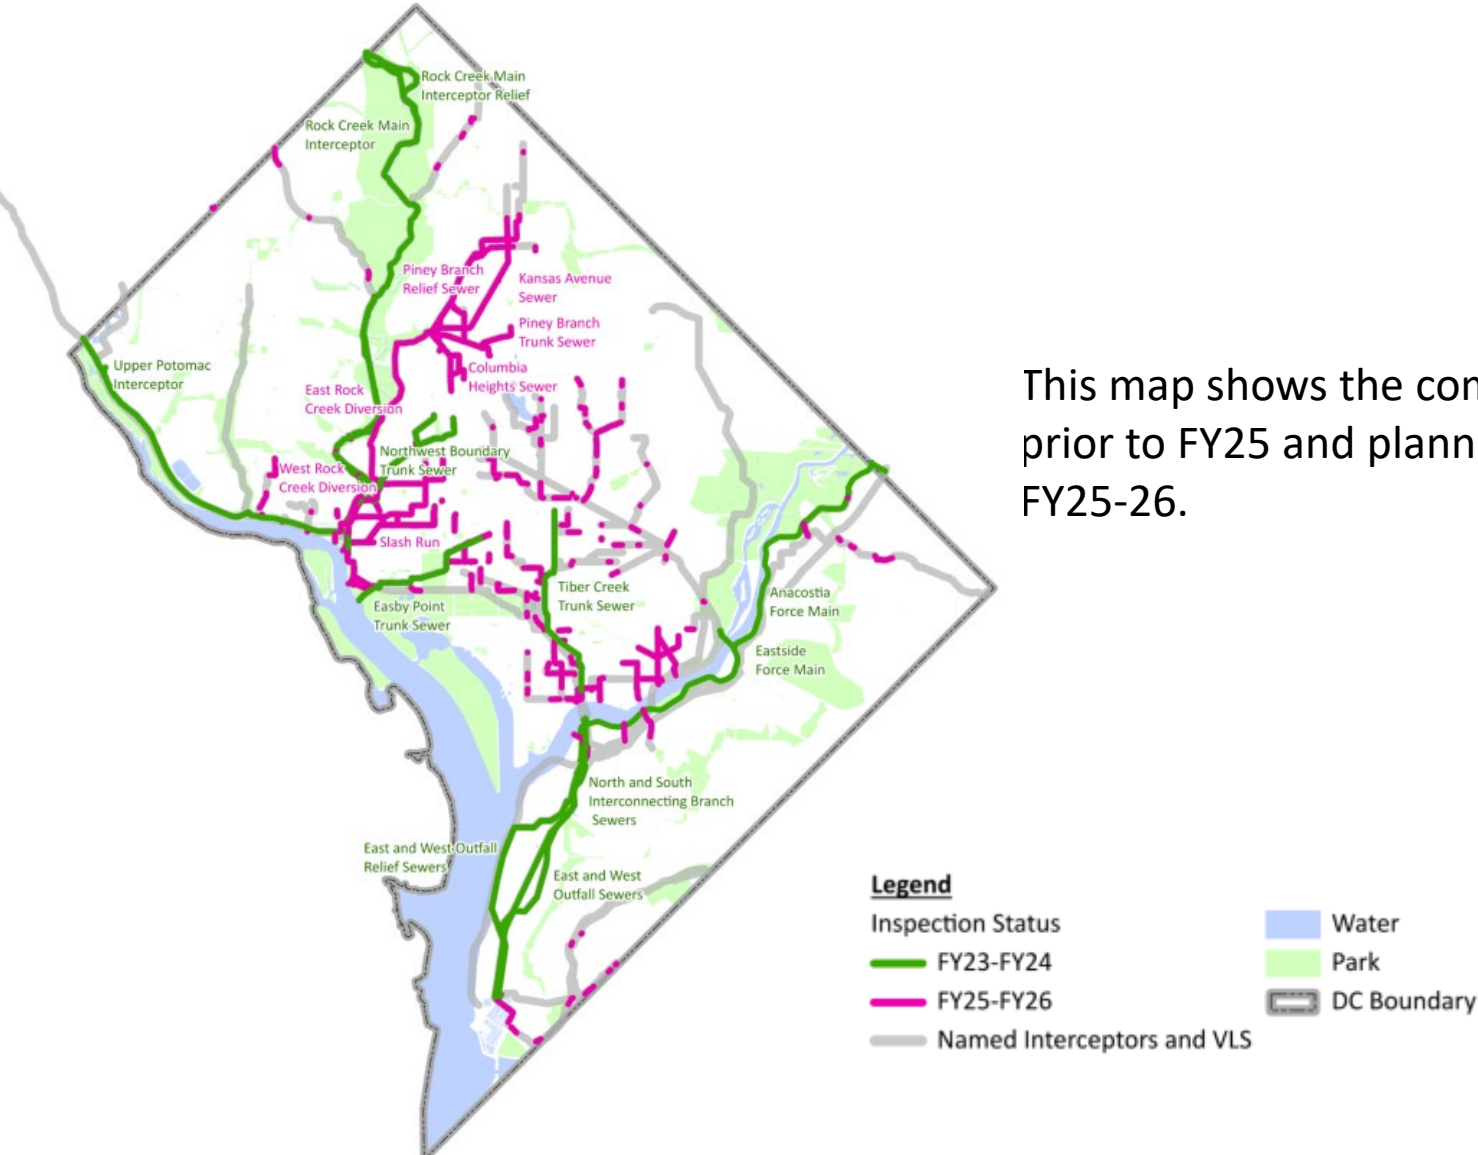 Rock Creek Main
Interceptor Relief
Rock Creek Main
Interceptor
Piney Branch
Relief Sewer
Kansas Avenue
Sewer
Piney Branch
Trunk Sewer
Upper Potomac
Interceptor
Columbia
Heights Sewer
East Rock
Creek Diversion
Northwest Boundary
Trunk Sewer
West Rock
Creek Diversion
Slash Run
Easby Point
Trunk Sewer
Tiber Creek
Trunk Sewer
Anacostia
Force Main
Eastside
Force Main
North and South
Interconnecting Branch
Sewers
East and West Outfall
Relief Sewers
East and West
Outfall Sewers
This map shows the con
prior to FY25 and plann
FY25-26.
Legend
Inspection Status
FY23-FY24
FY25-FY26
Named Interceptors and VLS
Water
Park
DC Boundary